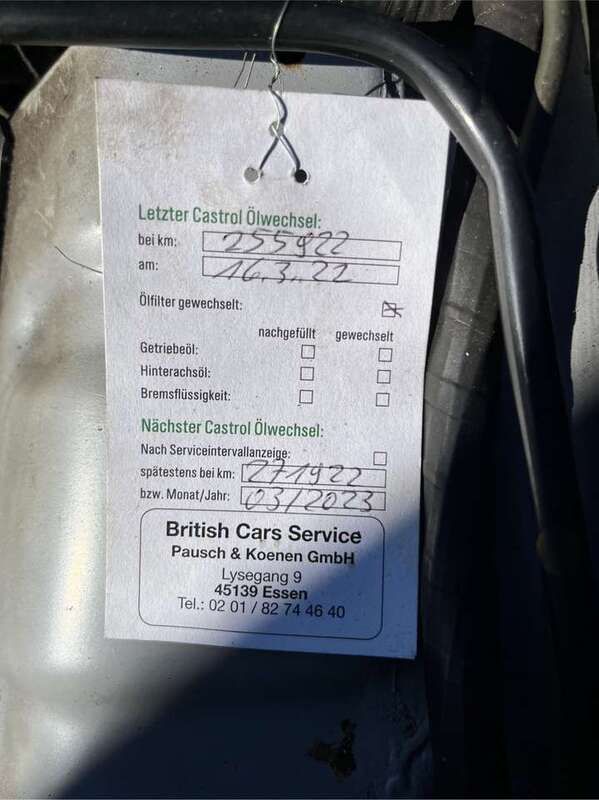 Letzter Castrol Ölwechsel:
bei km: 255922
am: 16.3.22
Ölfilter gewechselt:
nachgefüllt gewechselt
Getriebeöl:
Hinterachsöl:
Bremsflüssigkeit:
Nächster Castrol Ölwechsel:
Nach Serviceintervallanzeige:
spätestens bei km: 271922
bzw. Monat/Jahr: 03/2023
British Cars Service
Pausch & Koenen GmbH
Lysegang 9
45139 Essen
Tel.: 02 01 / 82 74 46 40